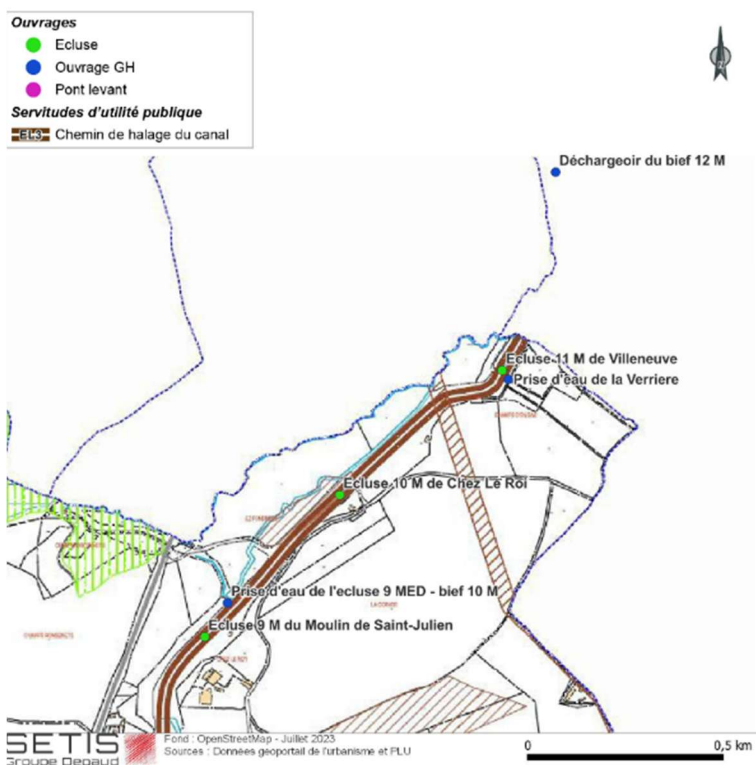 Ouvrages
Ecluse
Ouvrage GH
Pont levant
Servitudes d'utilité publique
EL3 Chemin de halage du canal
Déchargeoir du bief 12 M
Ecluse 11 M de Villeneuve
Prise d'eau de la Verriere
Ecluse 10 M de Chez Le Roi
Prise d'eau de l'ecluse 9 MED - bief 10 M
LA CORVEE
Ecluse 9 M du Moulin de Saint-Julien
SETIS
Groupe Degaud
Fond : OpenStreetMap - Juillet 2023
Sources : Données geoportail de l'urbanisme et PLU
0 0,5 km